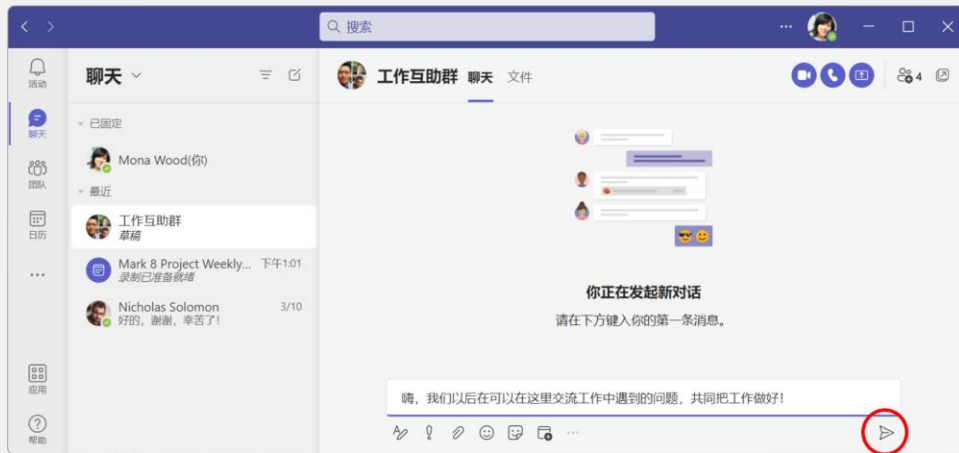 搜索
活动
聊天
团队
日历
应用
帮助
聊天
已固定
Mona Wood(你)
最近
工作互助群
草稿
Mark 8 Project Weekly... 下午1:01
录制已准备就绪
Nicholas Solomon 3/10
好的，谢谢，幸苦了！
工作互助群 聊天 文件
4
你正在发起新对话
请在下方键入你的第一条消息。
嗨，我们以后在可以在这里交流工作中遇到的问题，共同把工作做好！